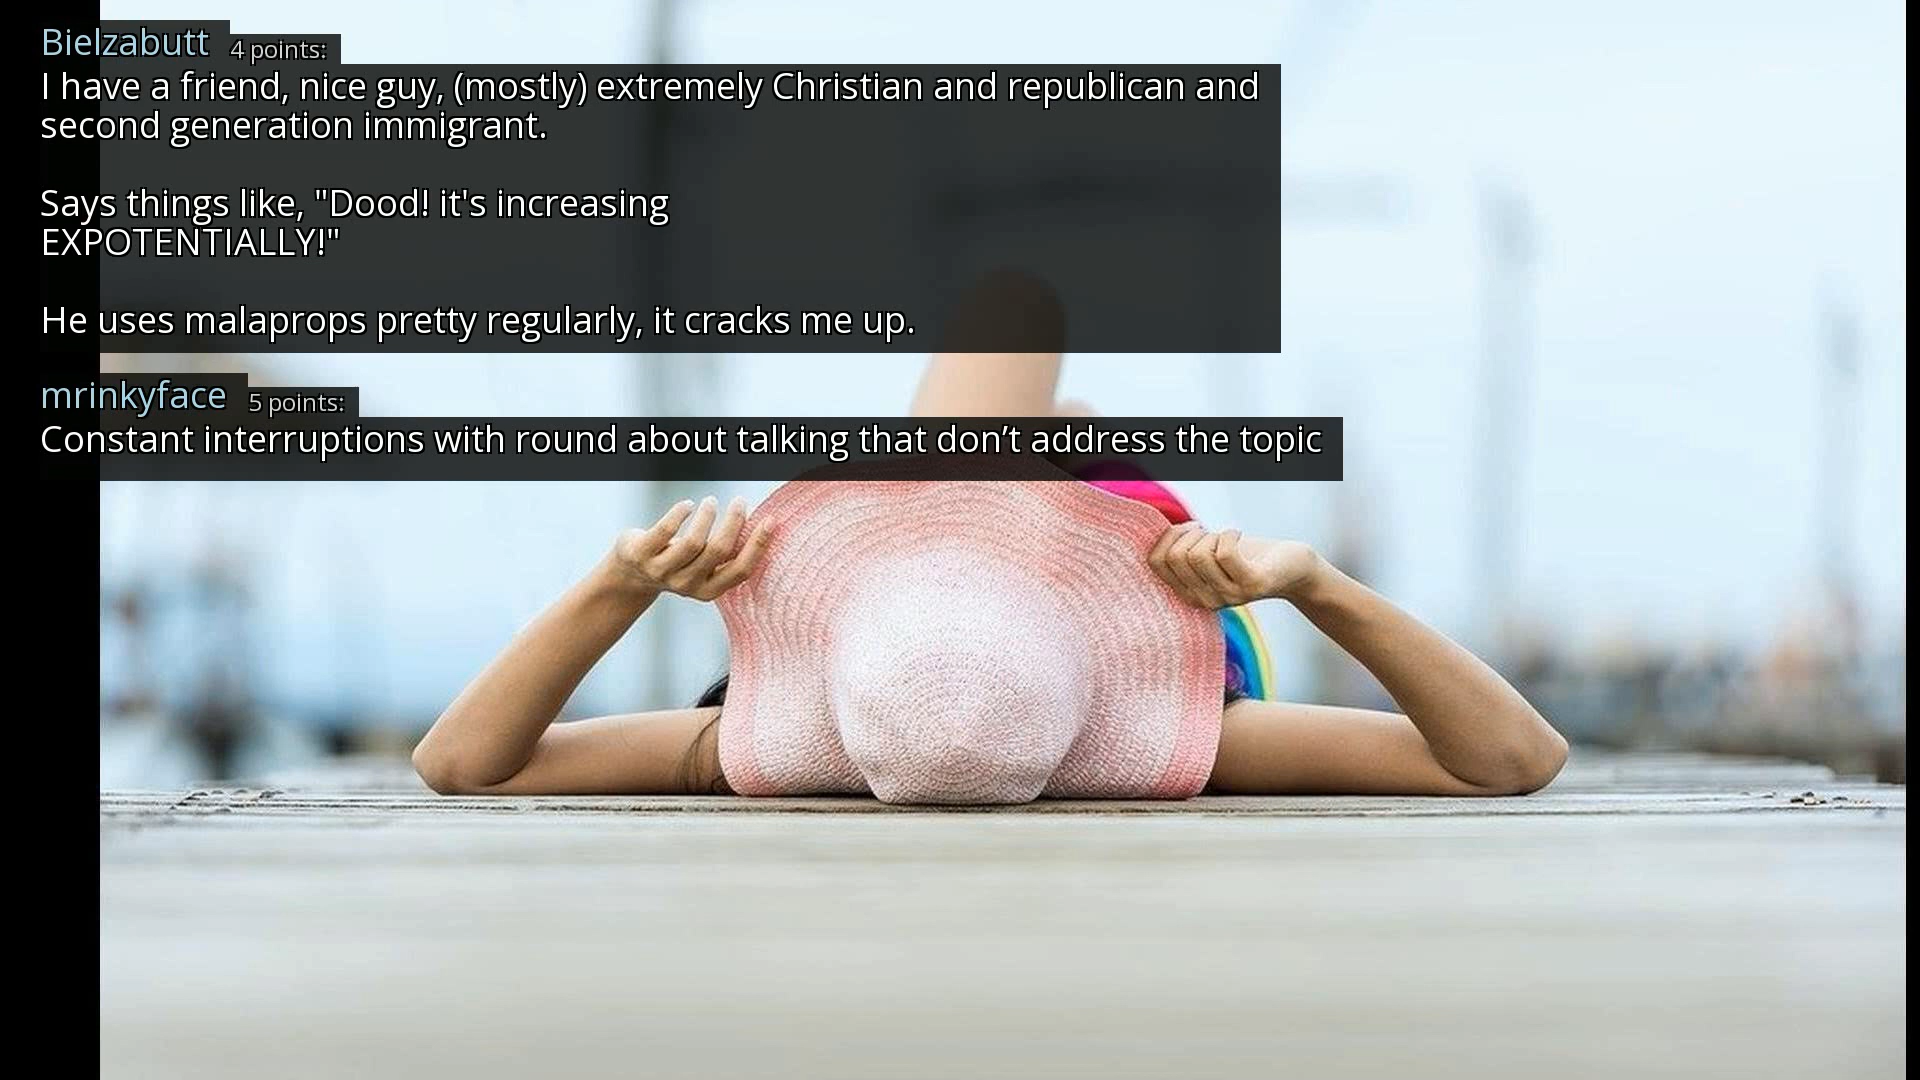 Bielzabutt 4 points:
I have a friend, nice guy, (mostly) extremely Christian and republican and
second generation immigrant.
Says things like, "Dood! it's increasing
EXPOTENTIALLY!"
He uses malaprops pretty regularly, it cracks me up.
mrinkyface 5 points:
Constant interruptions with round about talking that don’t address the topic